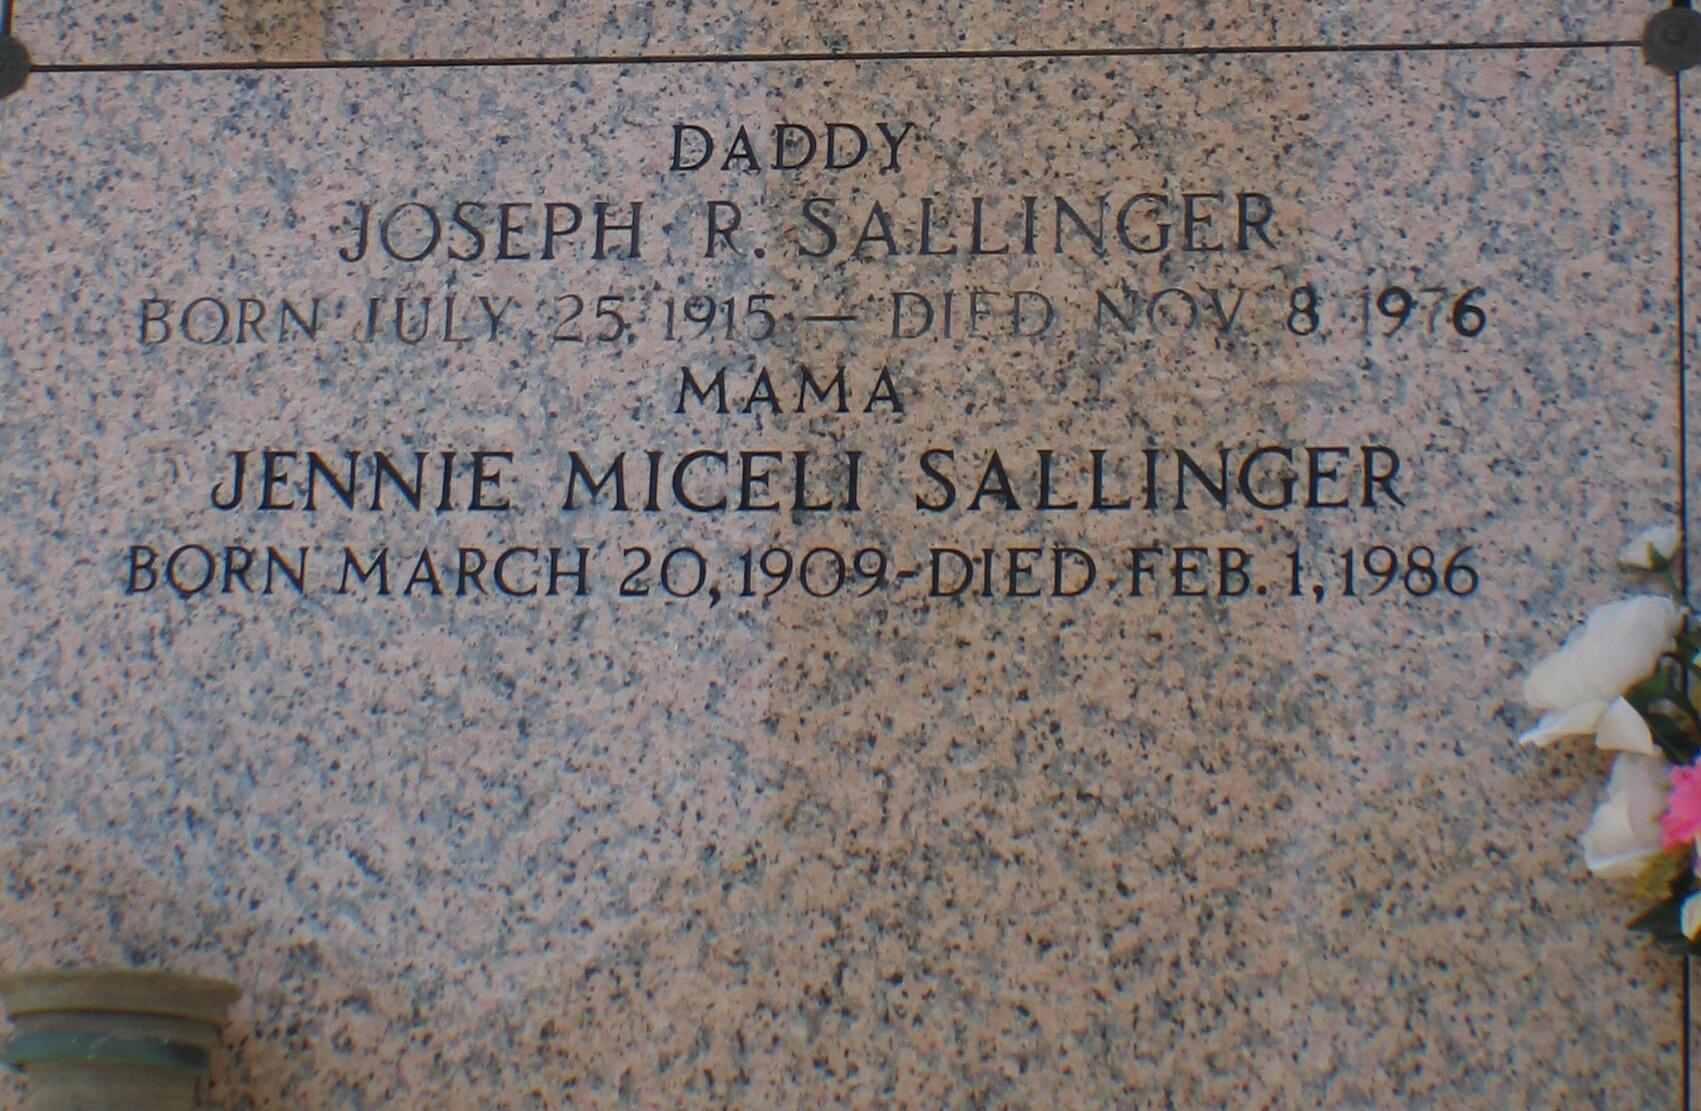 DADDY
JOSEPH R. SALLINGER
BORN JULY 25, 1915 — DIED NOV 8 1976
MAMA
JENNIE MICELI SALLINGER
BORN MARCH 20, 1909-DIED FEB. 1, 1986